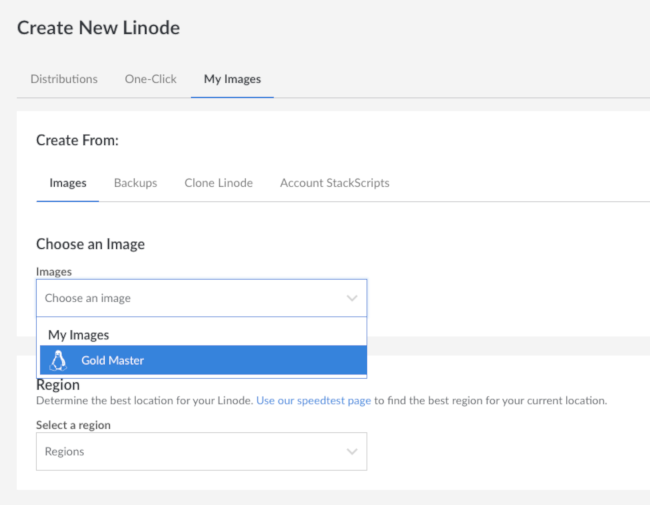 Create New Linode
Distributions One-Click My Images
Create From:
Images Backups Clone Linode Account StackScripts
Choose an Image
Images
Choose an image
My Images
Gold Master
Region
Determine the best location for your Linode. Use our speedtest page to find the best region for your current location.
Select a region
Regions